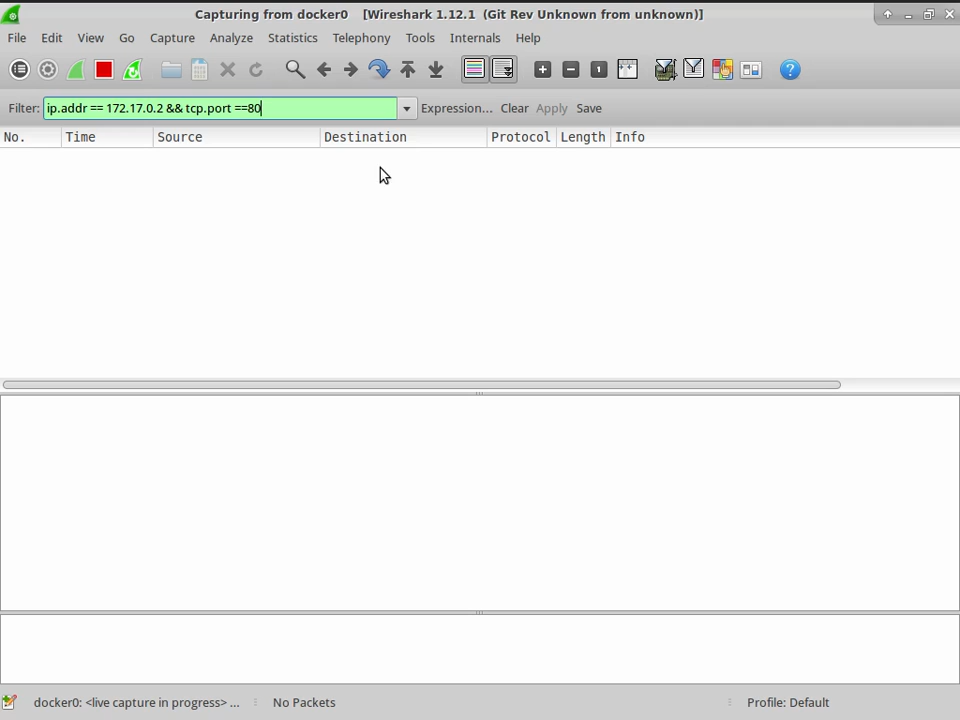 Capturing from docker0 [Wireshark 1.12.1 (Git Rev Unknown from unknown)]
File Edit View Go Capture Analyze Statistics Telephony Tools Internals Help
Filter: ip.addr == 172.17.0.2 && tcp.port ==80 Expression... Clear Apply Save
No. Time Source Destination Protocol Length Info
docker0: <live capture in progress> ... No Packets Profile: Default